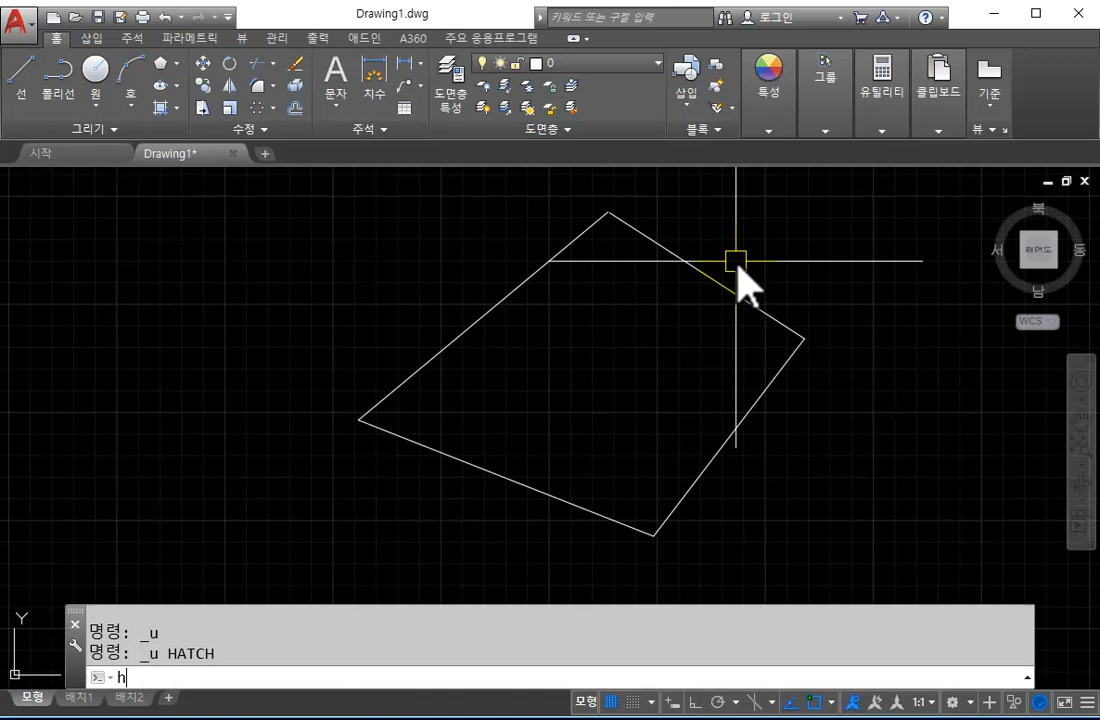 Drawing1.dwg
키워드 또는 구절 입력
로그인
홈 삽입 주석 파라메트릭 뷰 관리 출력 애드인 A360 주요 응용프로그램
선 폴리선 원 호
문자 치수
도면층 특성
0
삽입
특성
그룹
유틸리티
클립보드
기준
그리기 수정 주석 도면층 블록 뷰
시작 Drawing1*
북
서 평면도 동
남
WCS
명령: _u
명령: _u HATCH
h
Y
모형 배치1 배치2
모형 1:1